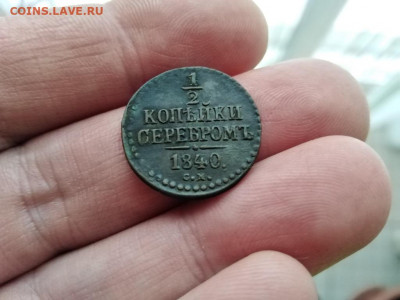 COINS.LAVE.RU
1/2
КОПѢЙКИ
СЕРЕБРОМЪ.
1840.
С.М.